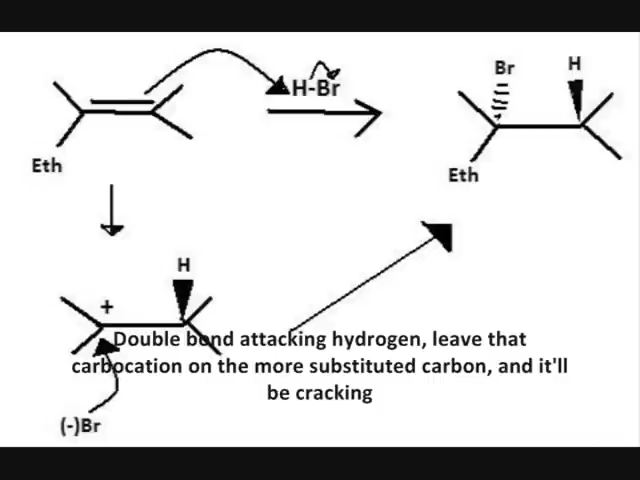 Br
H
H-Br
Eth
Eth
H
+
Double bond attacking hydrogen, leave that
carbocation on the more substituted carbon, and it'll
be cracking
(-)Br